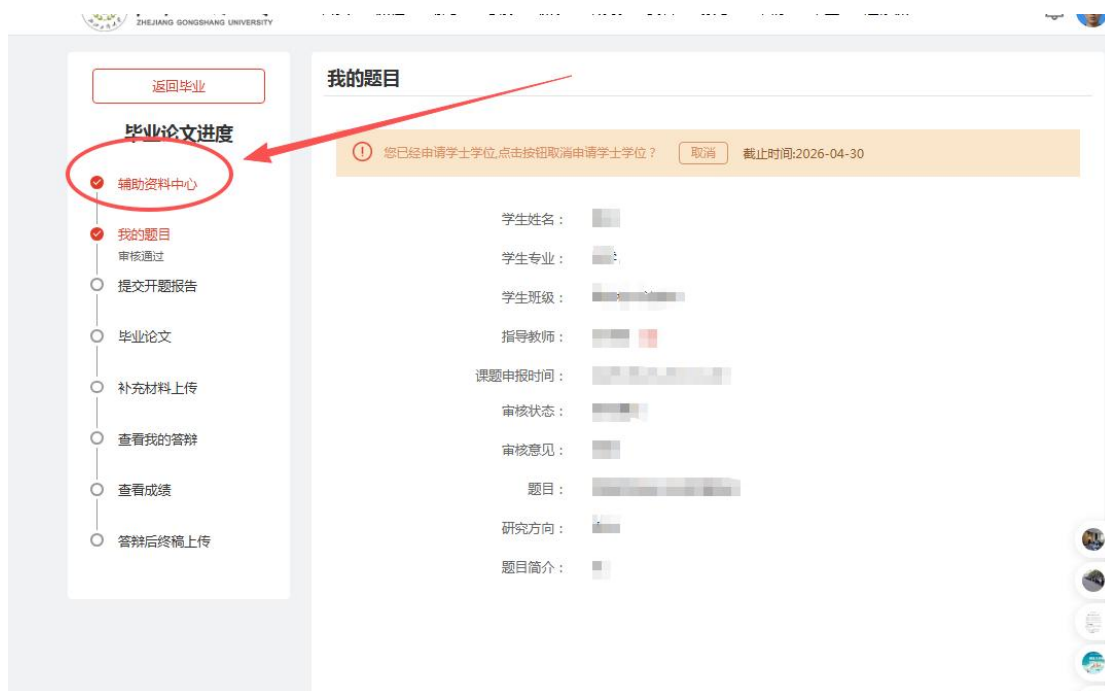 ZHEJIANG GONGSHANG UNIVERSITY
返回毕业
毕业论文进度
辅助资料中心
我的题目
审核通过
提交开题报告
毕业论文
补充材料上传
查看我的答辩
查看成绩
答辩后终稿上传
我的题目
您已经申请学士学位,点击按钮取消申请学士学位？ 取消 截止时间:2026-04-30
学生姓名：
学生专业：
学生班级：
指导教师：
课题申报时间：
审核状态：
审核意见：
题目：
研究方向：
题目简介：